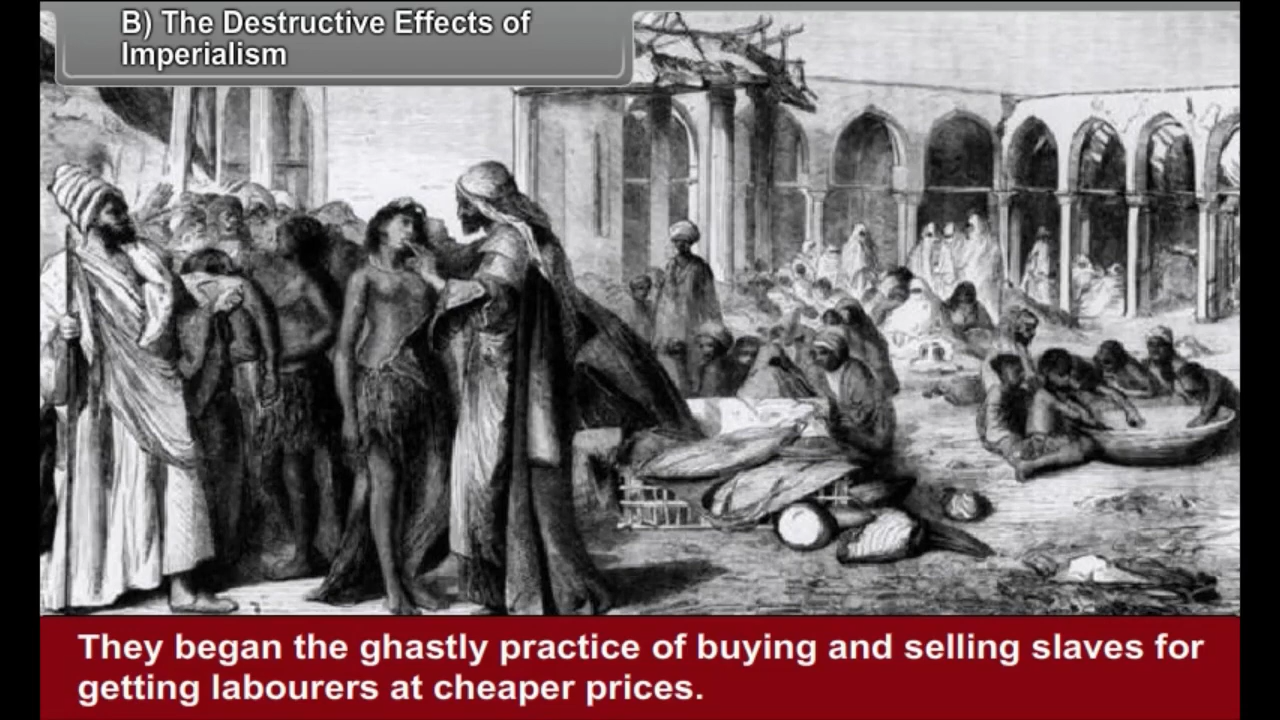 B) The Destructive Effects of
Imperialism
They began the ghastly practice of buying and selling slaves for
getting labourers at cheaper prices.